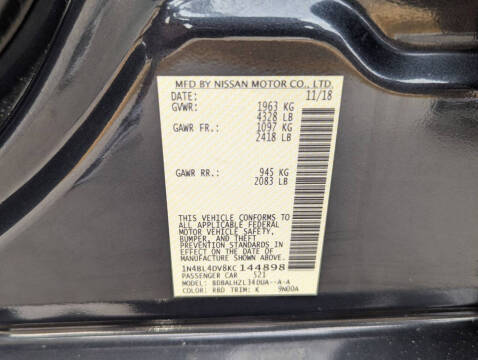 MFD BY NISSAN MOTOR CO., LTD.
DATE: 11/18
GVWR: 1963 KG
4328 LB
GAWR FR.: 1097 KG
2418 LB
GAWR RR.: 945 KG
2083 LB
THIS VEHICLE CONFORMS TO
ALL APPLICABLE FEDERAL
MOTOR VEHICLE SAFETY,
BUMPER, AND THEFT
PREVENTION STANDARDS
IN EFFECT ON THE DATE OF
MANUFACTURE SHOWN ABOVE.
1N4BL4DV8KC144898
PASSENGER CAR 521
MODEL: BDBALHZL34DUA--A-A
COLOR: RBD TRIM: K 9N00A